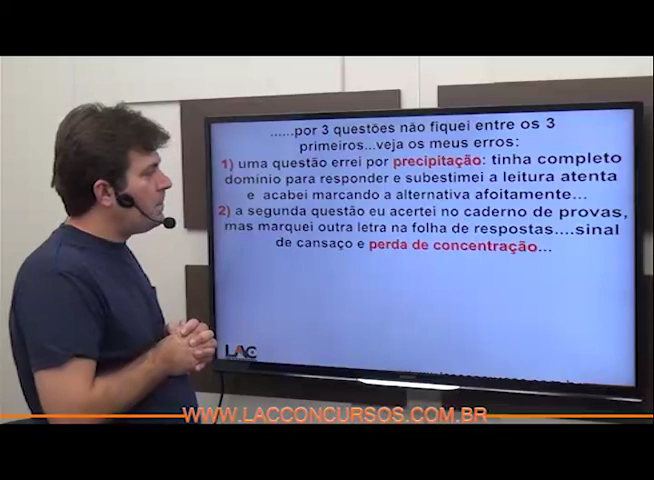 ......por 3 questões não fiquei entre os 3
primeiros...veja os meus erros:
1) uma questão errei por precipitação: tinha completo
domínio para responder e subestimei a leitura atenta
e acabei marcando a alternativa afoitamente...
2) a segunda questão eu acertei no caderno de provas,
mas marquei outra letra na folha de respostas....sinal
de cansaço e perda de concentração...
LAC
WWW.LACCONCURSOS.COM.BR